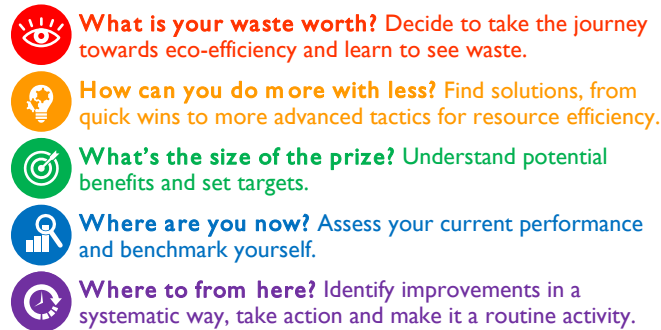 What is your waste worth? Decide to take the journey
towards eco-efficiency and learn to see waste.
How can you do more with less? Find solutions, from
quick wins to more advanced tactics for resource efficiency.
What's the size of the prize? Understand potential
benefits and set targets.
Where are you now? Assess your current performance
and benchmark yourself.
Where to from here? Identify improvements in a
systematic way, take action and make it a routine activity.